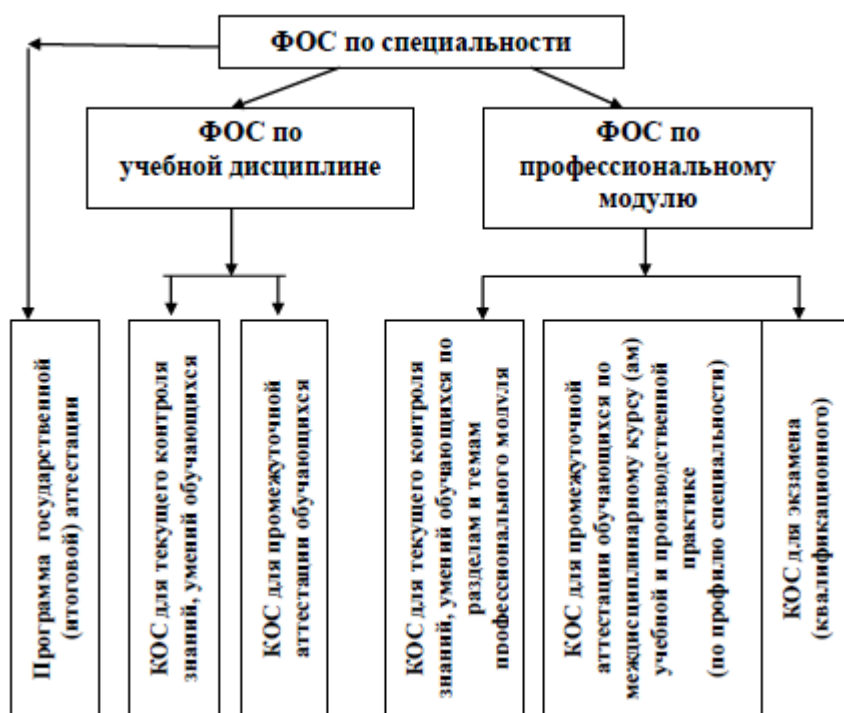 ФОС по специальности
ФОС по
учебной дисциплине
ФОС по
профессиональному
модулю
Программа государственной
(итоговой) аттестации
КОС для текущего контроля
знаний, умений обучающихся
КОС для промежуточной
аттестации обучающихся
КОС для текущего контроля
знаний, умений обучающихся по
разделам и темам
профессионального модуля
КОС для промежуточной
аттестации обучающихся по
междисциплинарному курсу (ам)
учебной и производственной
практике
(по профилю специальности)
КОС для экзамена
(квалификационного)